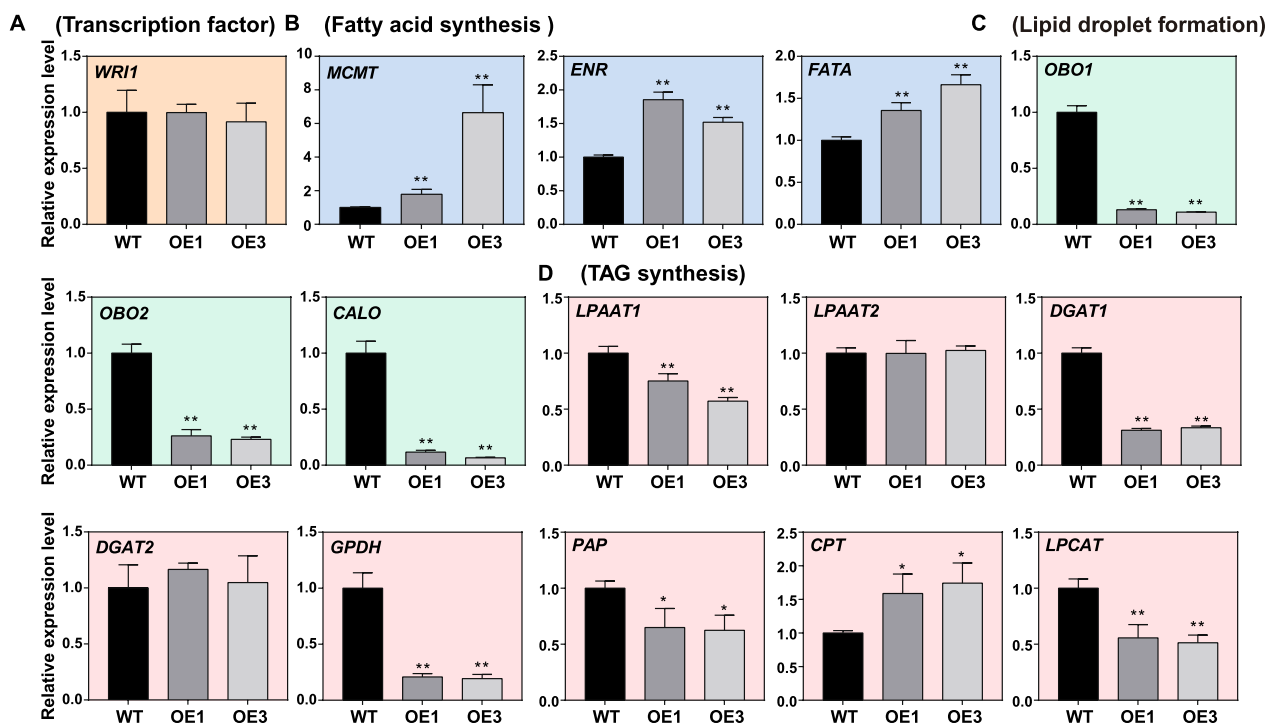 A (Transcription factor) B (Fatty acid synthesis ) C (Lipid droplet formation)
Relative expression level
WRI1
1.5
1.0
0.5
0.0
WT OE1 OE3
MCMT
10
8
6
4
2
0
** **
WT OE1 OE3
ENR
2.5
2.0
1.5
1.0
0.5
0.0
** **
WT OE1 OE3
FATA
2.0
1.5
1.0
0.5
0.0
** **
WT OE1 OE3
OBO1
1.5
1.0
0.5
0.0
** **
WT OE1 OE3
D (TAG synthesis)
Relative expression level
OBO2
1.5
1.0
0.5
0.0
** **
WT OE1 OE3
CALO
1.5
1.0
0.5
0.0
** **
WT OE1 OE3
LPAAT1
1.5
1.0
0.5
0.0
** **
WT OE1 OE3
LPAAT2
1.5
1.0
0.5
0.0
WT OE1 OE3
DGAT1
1.5
1.0
0.5
0.0
** **
WT OE1 OE3
Relative expression level
DGAT2
1.5
1.0
0.5
0.0
WT OE1 OE3
GPDH
1.5
1.0
0.5
0.0
** **
WT OE1 OE3
PAP
1.5
1.0
0.5
0.0
* *
WT OE1 OE3
CPT
2.5
2.0
1.5
1.0
0.5
0.0
* *
WT OE1 OE3
LPCAT
1.5
1.0
0.5
0.0
** **
WT OE1 OE3